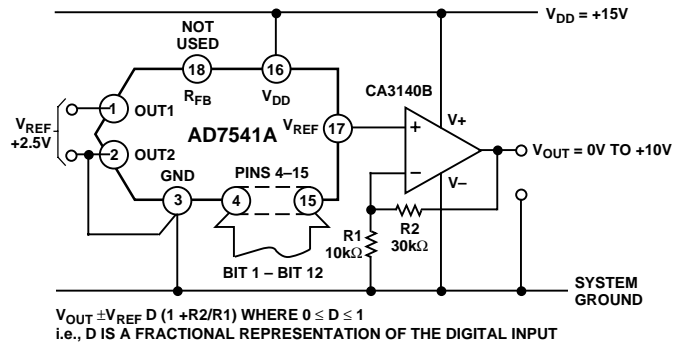 V_DD = +15V
NOT
USED
18
16
CA3140B
R_FB
V_DD
V+
1
OUT1
V_REF
17
+
V_REF
+2.5V
AD7541A
V_OUT = 0V TO +10V
2
OUT2
–
GND
PINS 4–15
V–
3
4
15
R1
10kΩ
R2
30kΩ
BIT 1 – BIT 12
SYSTEM
GROUND
V_OUT ±V_REF D (1 +R2/R1) WHERE 0 ≤ D ≤ 1
i.e., D IS A FRACTIONAL REPRESENTATION OF THE DIGITAL INPUT